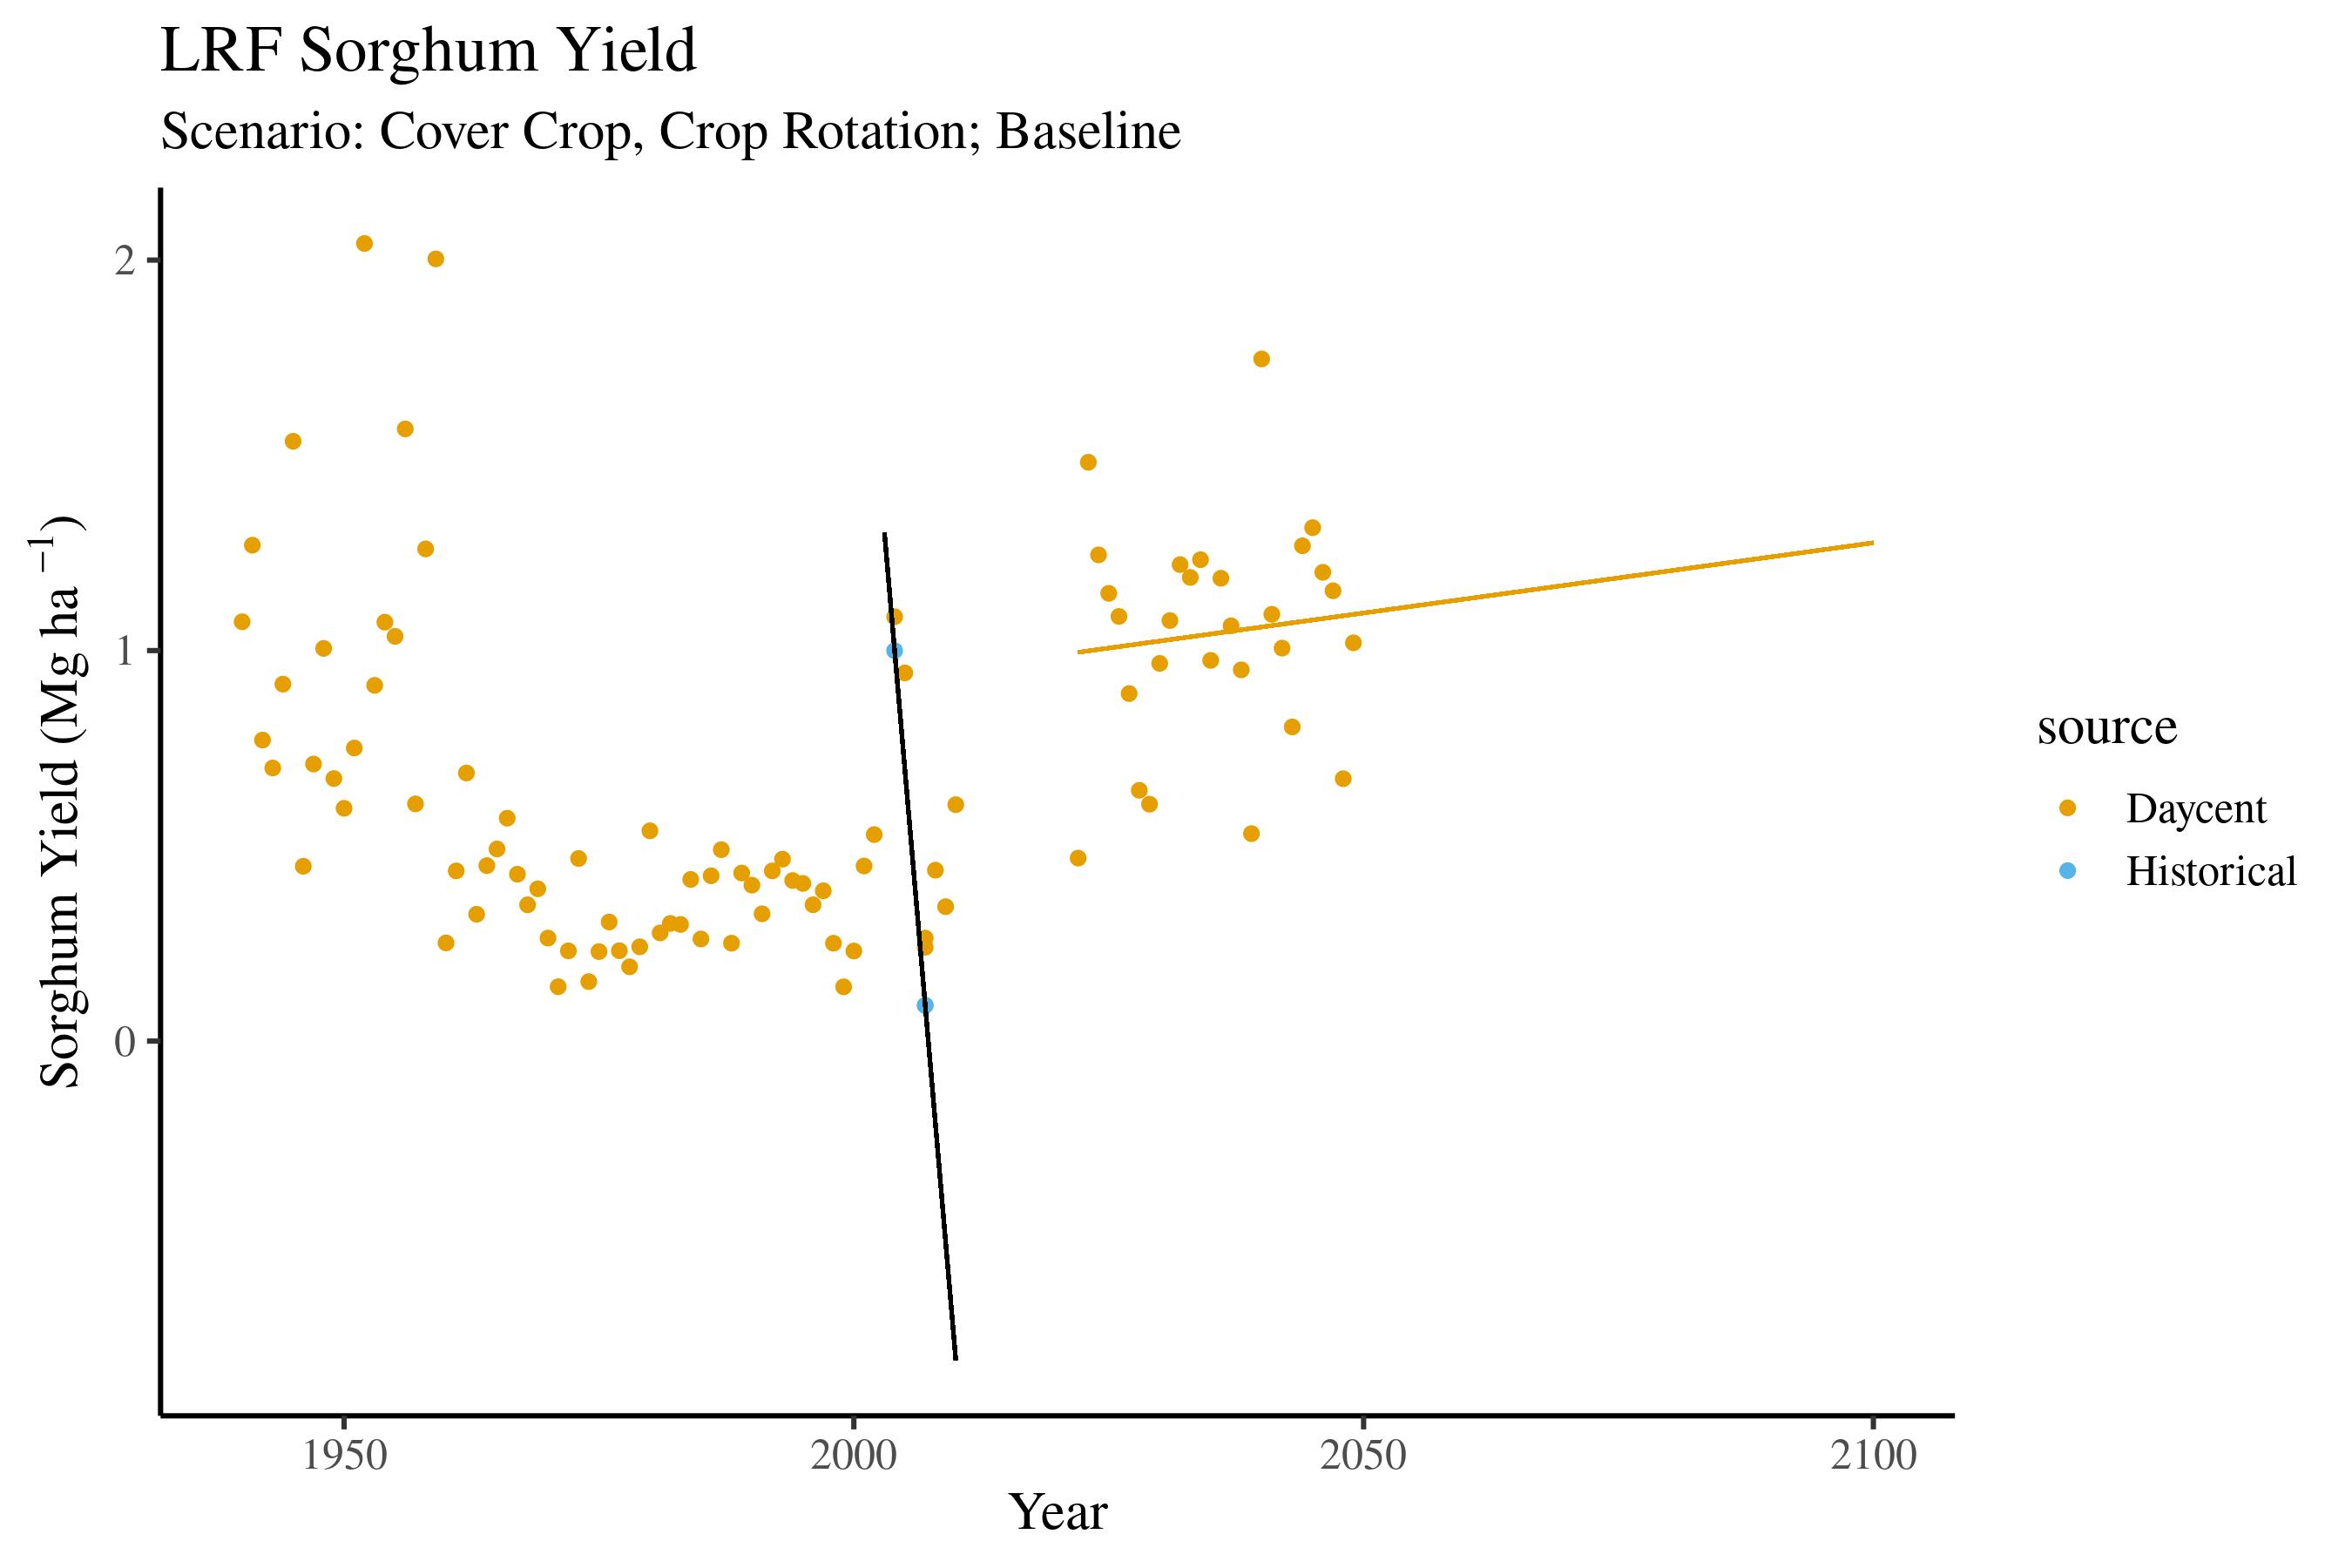 LRF Sorghum Yield
Scenario: Cover Crop, Crop Rotation; Baseline
Sorghum Yield (Mg ha ⁻¹)
2
1
0
1950
2000
2050
2100
Year
source
Daycent
Historical